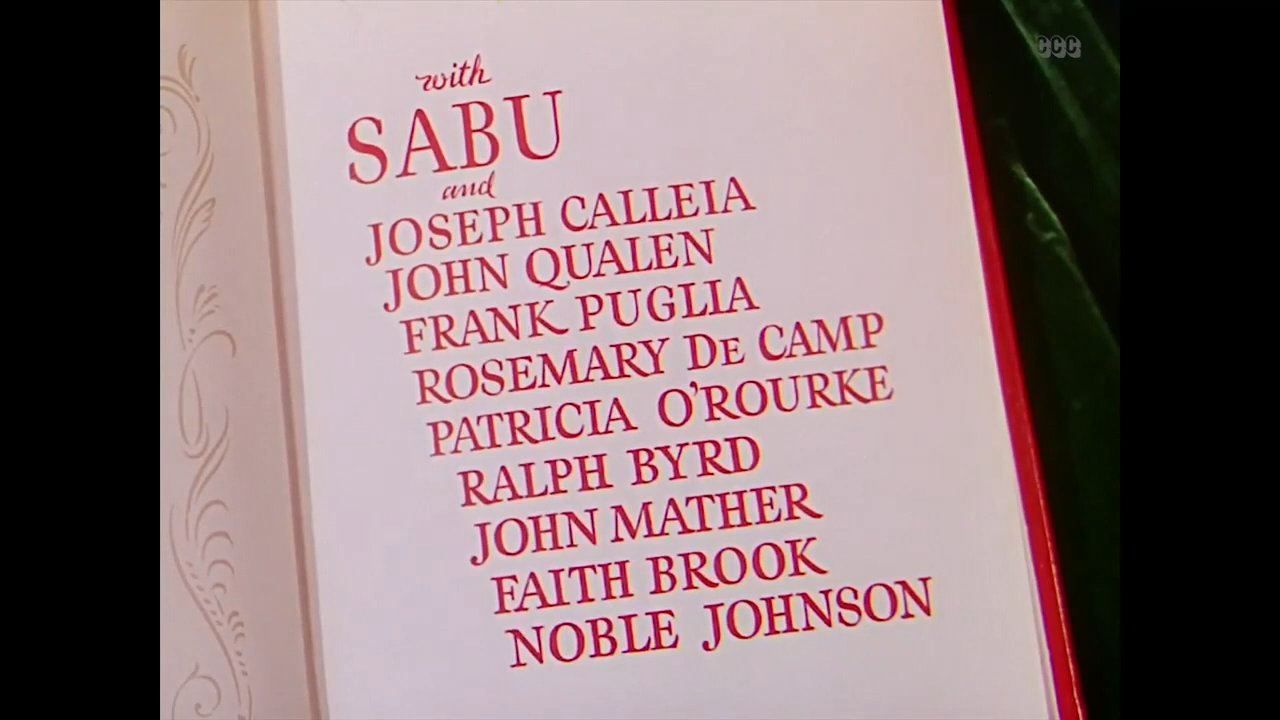 CCC
with
SABU
and
JOSEPH CALLEIA
JOHN QUALEN
FRANK PUGLIA
ROSEMARY DE CAMP
PATRICIA O'ROURKE
RALPH BYRD
JOHN MATHER
FAITH BROOK
NOBLE JOHNSON